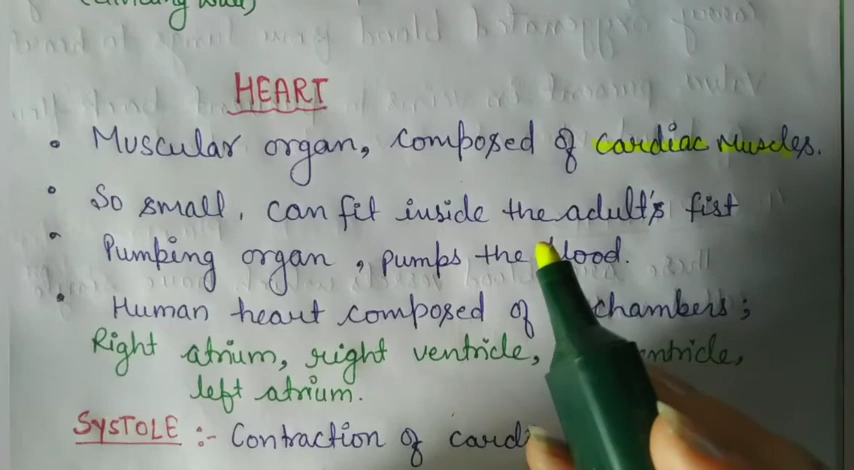 HEART
• Muscular organ, composed of cardiac Muscles.
• So small, can fit inside the adult's fist
• Pumping organ, pumps the blood.
• Human heart composed of chambers;
Right atrium, right ventricle,
left atrium.
SYSTOLE :- Contraction of